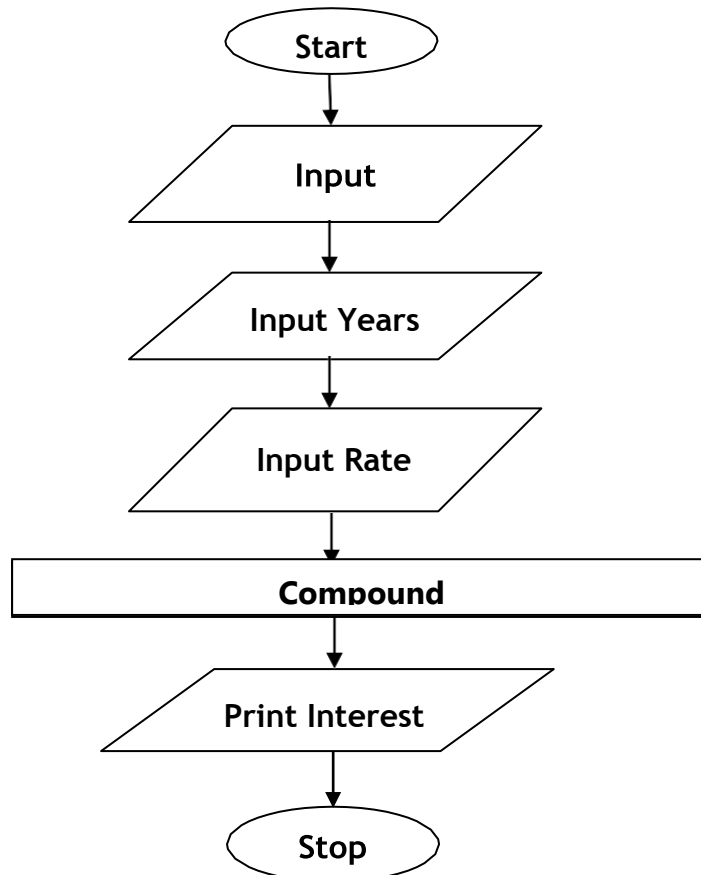 Start
Input
Input Years
Input Rate
Compound
Print Interest
Stop